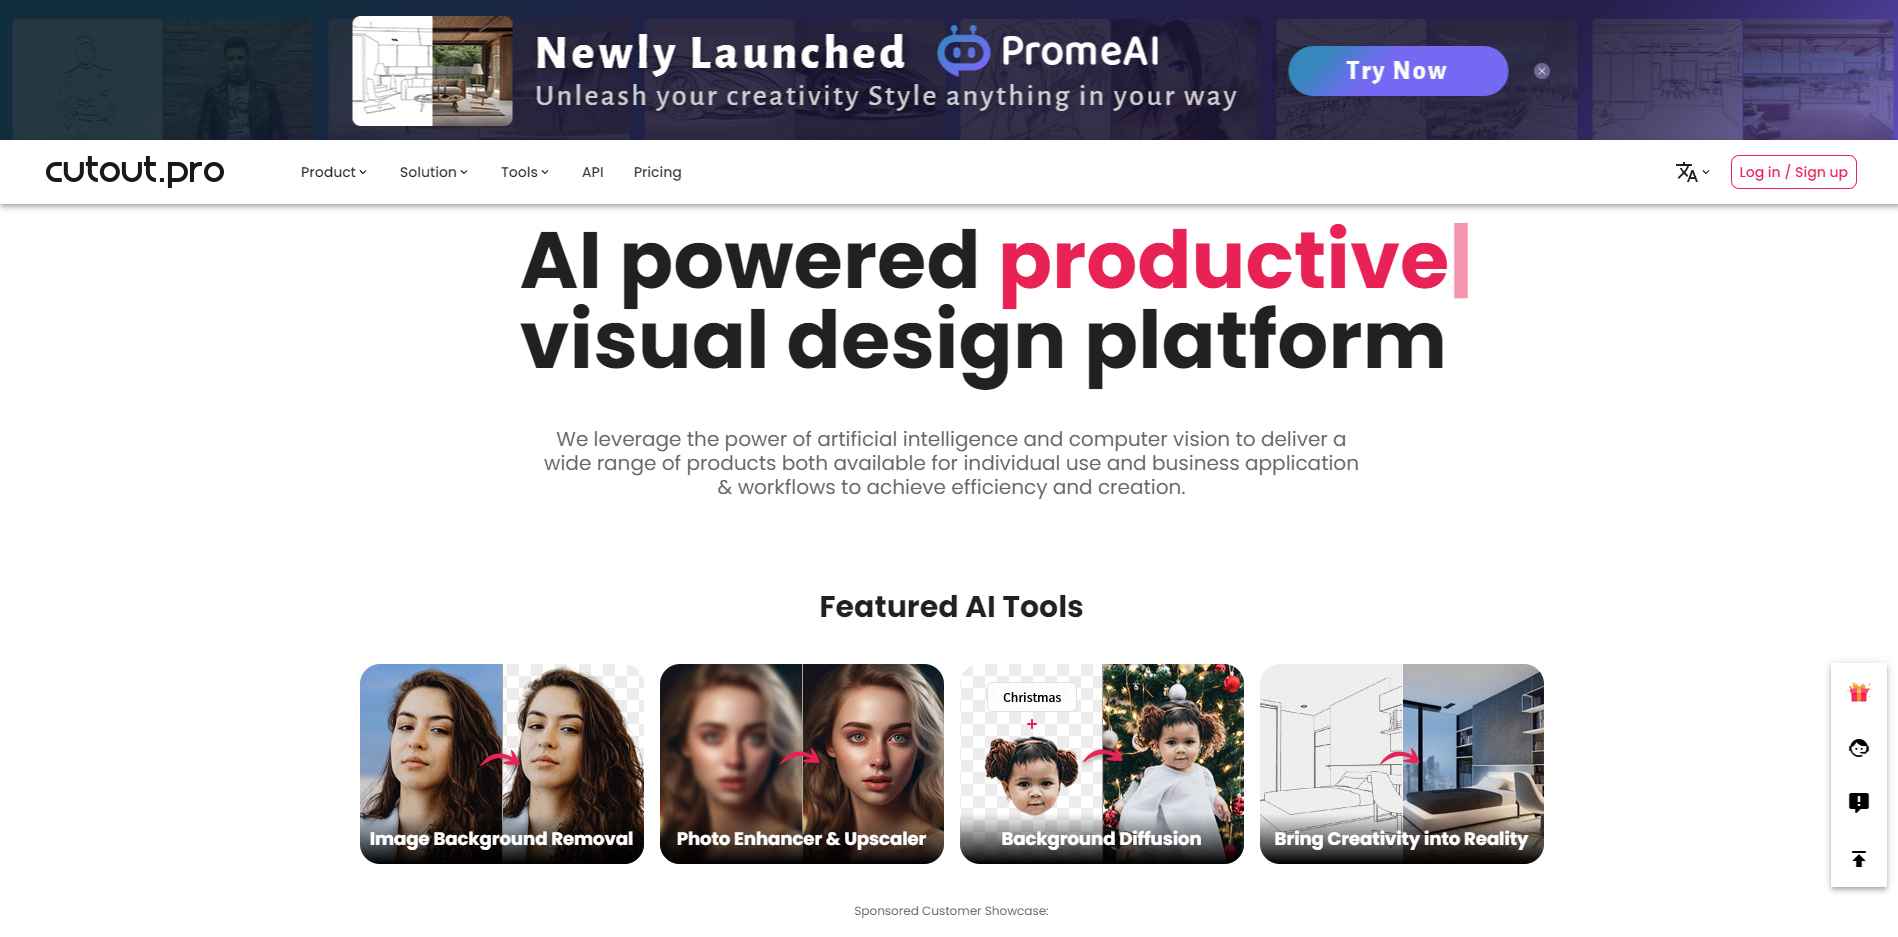 Newly Launched PromeAI
Unleash your creativity Style anything in your way
Try Now
cutout.pro
Product
Solution
Tools
API
Pricing
Log in / Sign up
AI powered productive
visual design platform
We leverage the power of artificial intelligence and computer vision to deliver a
wide range of products both available for individual use and business application
& workflows to achieve efficiency and creation.
Featured AI Tools
Christmas
+
Image Background Removal
Photo Enhancer & Upscaler
Background Diffusion
Bring Creativity into Reality
Sponsored Customer Showcase: